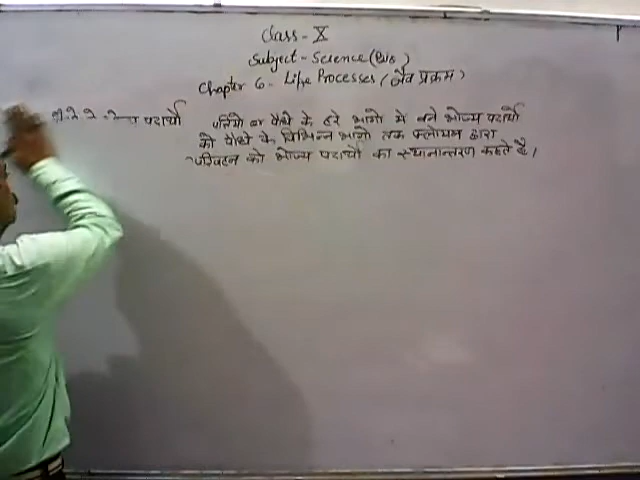 Class - X
Subject - Science (Bio)
Chapter 6 - Life Processes (जैव प्रक्रम)
पदार्थो पत्तियों का पौधे के हरे भागो मे बने भोज्य पदार्थो
को पौधे के विभिन्न भागो तक फ्लोएम द्वारा
परिवहन को भोज्य पदार्थो का स्थानान्तरण कहते है।